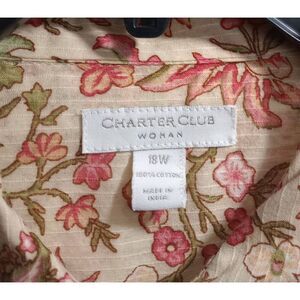 CHARTER CLUB
WOMAN
18W
100% COTTON
MADE IN
INDIA